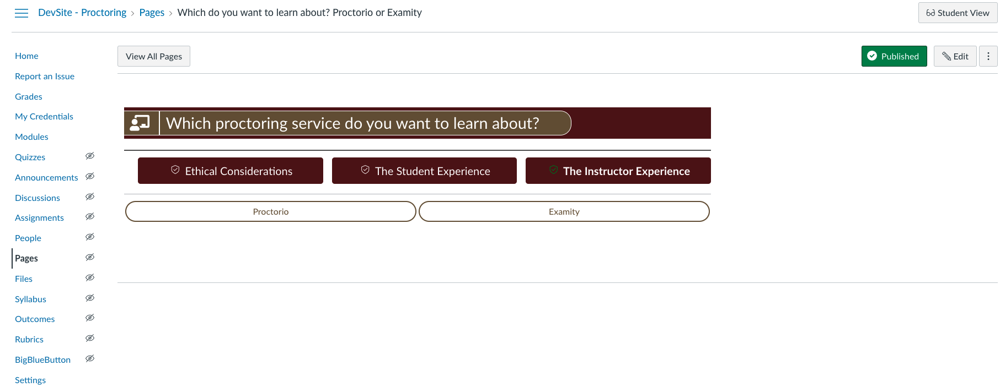 DevSite - Proctoring › Pages › Which do you want to learn about? Proctorio or Examity
Student View
Home
Report an Issue
Grades
My Credentials
Modules
Quizzes
Announcements
Discussions
Assignments
People
Pages
Files
Syllabus
Outcomes
Rubrics
BigBlueButton
Settings
View All Pages
Published
Edit
Which proctoring service do you want to learn about?
Ethical Considerations
The Student Experience
The Instructor Experience
Proctorio
Examity